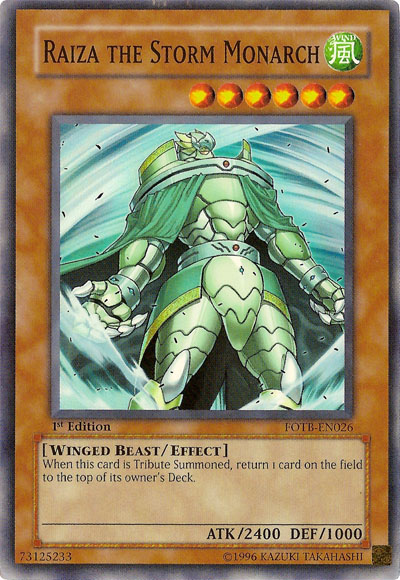 RAIZA THE STORM MONARCH
WIND
風
1st Edition
FOTB-EN026
[WINGED BEAST/EFFECT]
When this card is Tribute Summoned, return 1 card on the field
to the top of its owner's Deck.
ATK/2400 DEF/1000
73125233
©1996 KAZUKI TAKAHASHI